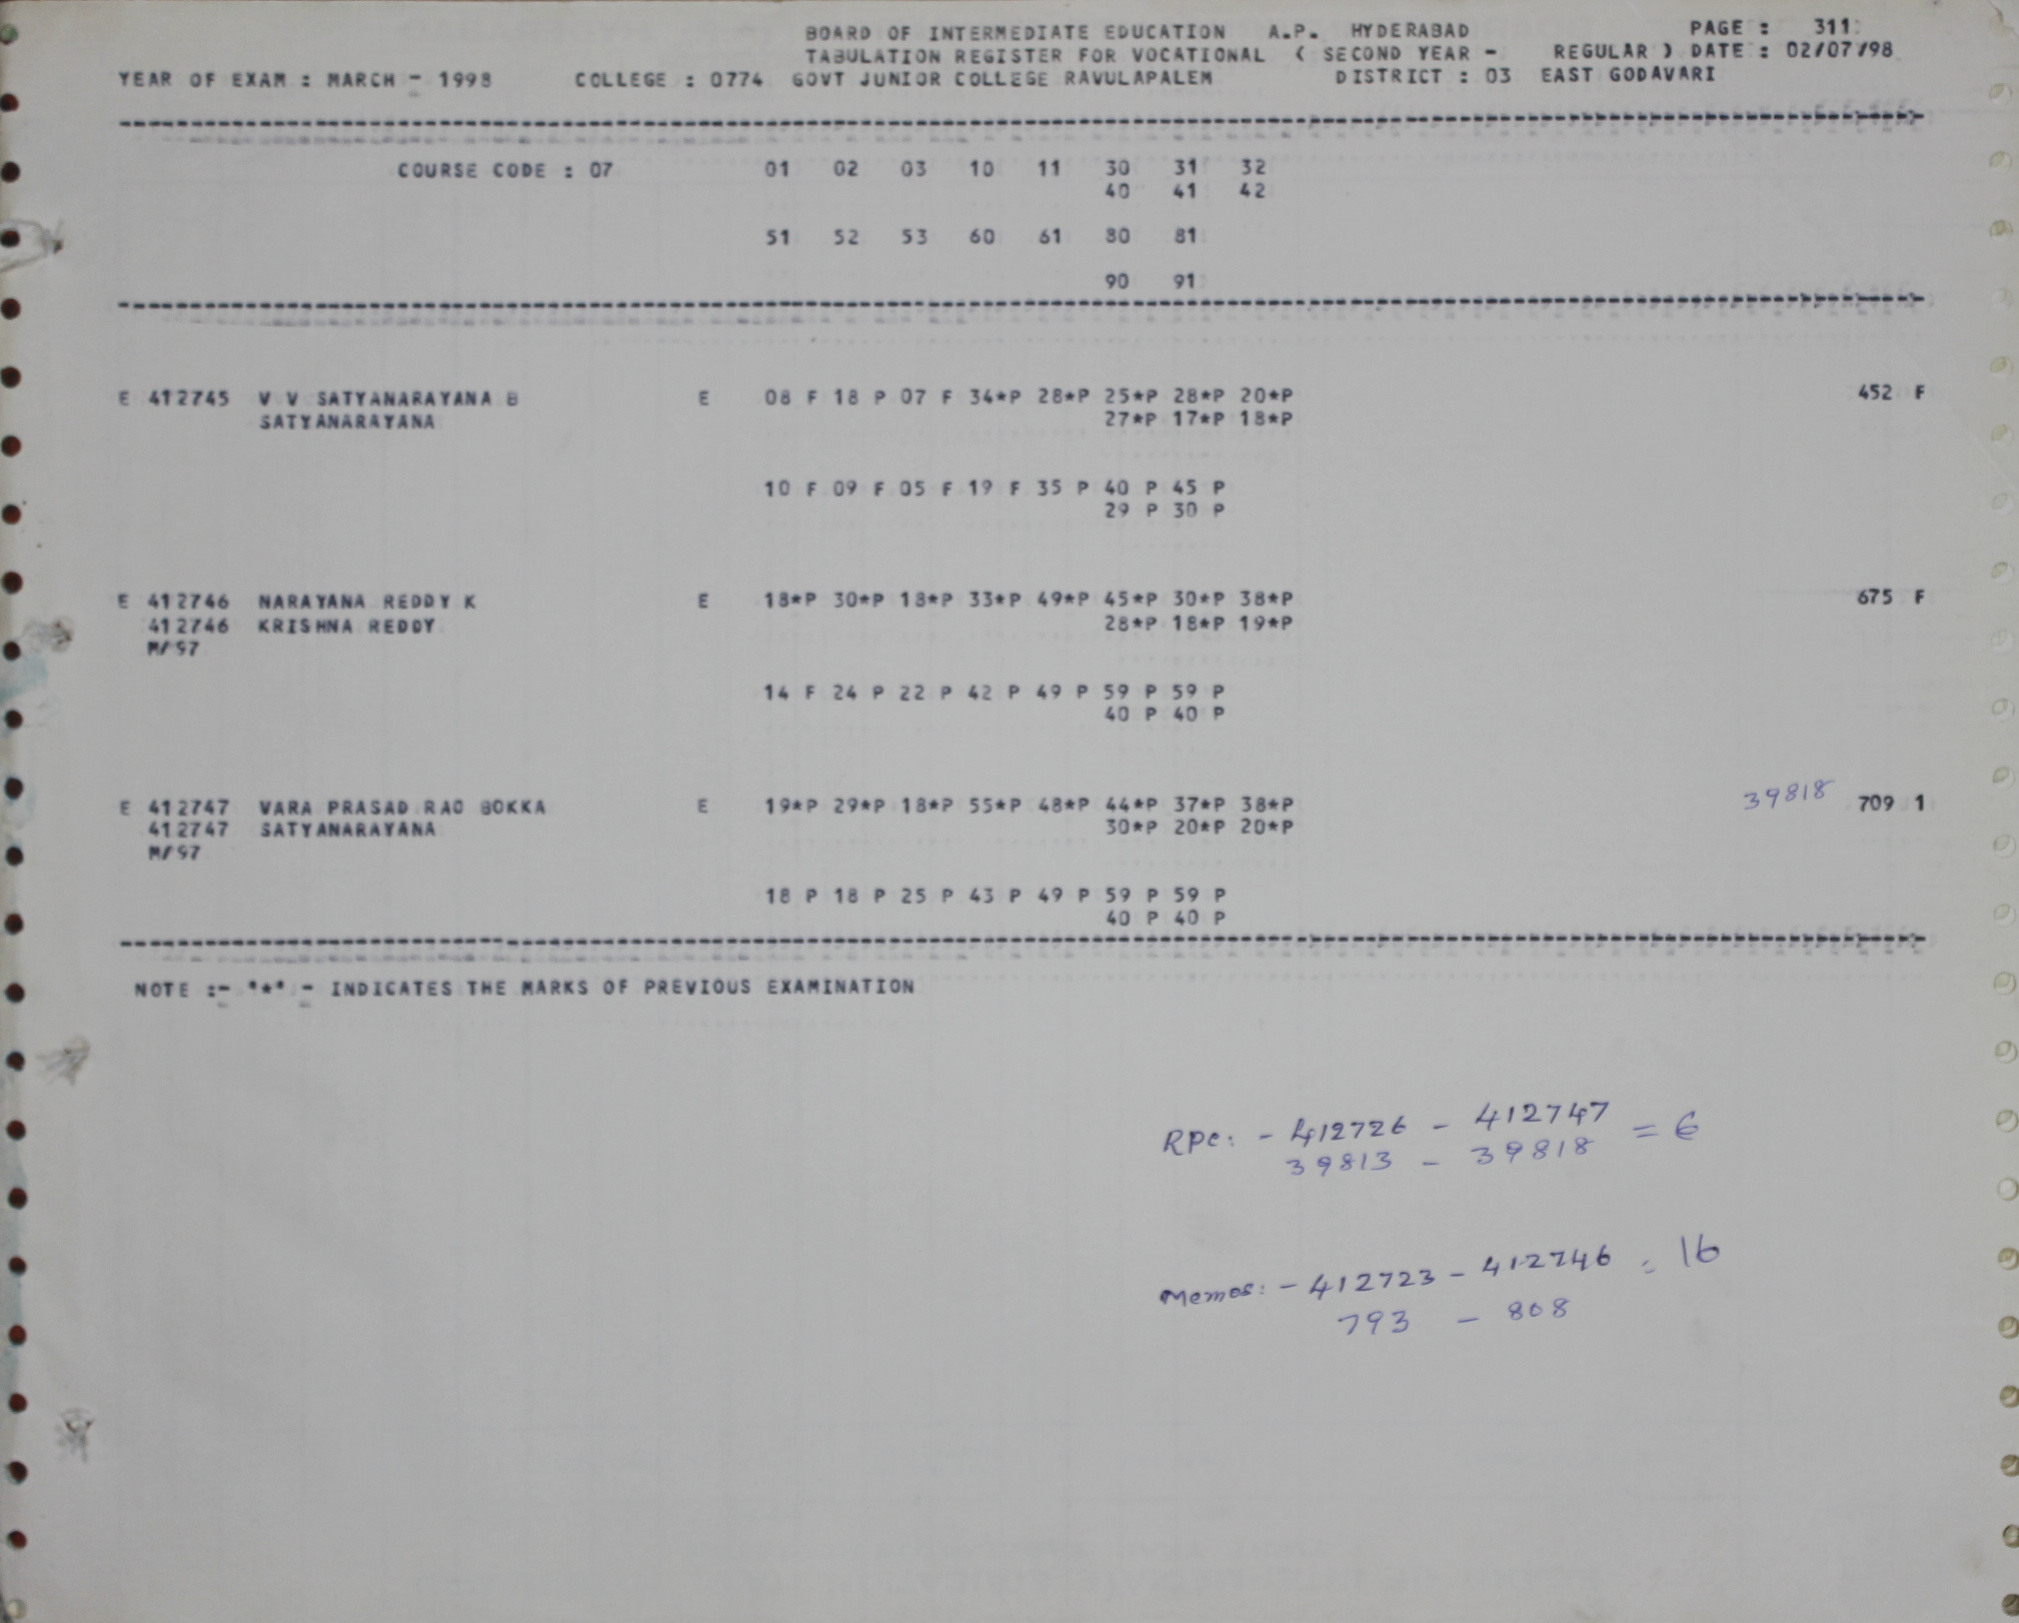 BOARD OF INTERMEDIATE EDUCATION A.P. HYDERABAD PAGE : 311
TABULATION REGISTER FOR VOCATIONAL ( SECOND YEAR - REGULAR ) DATE : 02/07/98
YEAR OF EXAM : MARCH - 1998 COLLEGE : 0774 GOVT JUNIOR COLLEGE RAVULAPALEM DISTRICT : 03 EAST GODAVARI
COURSE CODE : 07 01 02 03 10 11 30 31 32
40 41 42
51 52 53 60 61 80 81
90 91
E 412745 V V SATYANARAYANA B E 08 F 18 P 07 F 34*P 28*P 25*P 28*P 20*P 452 F
SATYANARAYANA 27*P 17*P 18*P
10 F 09 F 05 F 19 F 35 P 40 P 45 P
29 P 30 P
E 412746 NARAYANA REDDY K E 18*P 30*P 18*P 33*P 49*P 45*P 30*P 38*P 675 F
412746 KRISHNA REDDY 28*P 18*P 19*P
M/97
14 F 24 P 22 P 42 P 49 P 59 P 59 P
40 P 40 P
E 412747 VARA PRASAD RAO BOKKA E 19*P 29*P 18*P 55*P 48*P 44*P 37*P 38*P 39818 709 1
412747 SATYANARAYANA 30*P 20*P 20*P
M/97
18 P 18 P 25 P 43 P 49 P 59 P 59 P
40 P 40 P
NOTE :- "*" - INDICATES THE MARKS OF PREVIOUS EXAMINATION
RPC: - 412726 - 412747 = 6
39813 - 39818
Memos: - 412723 - 412746 = 16
793 - 808